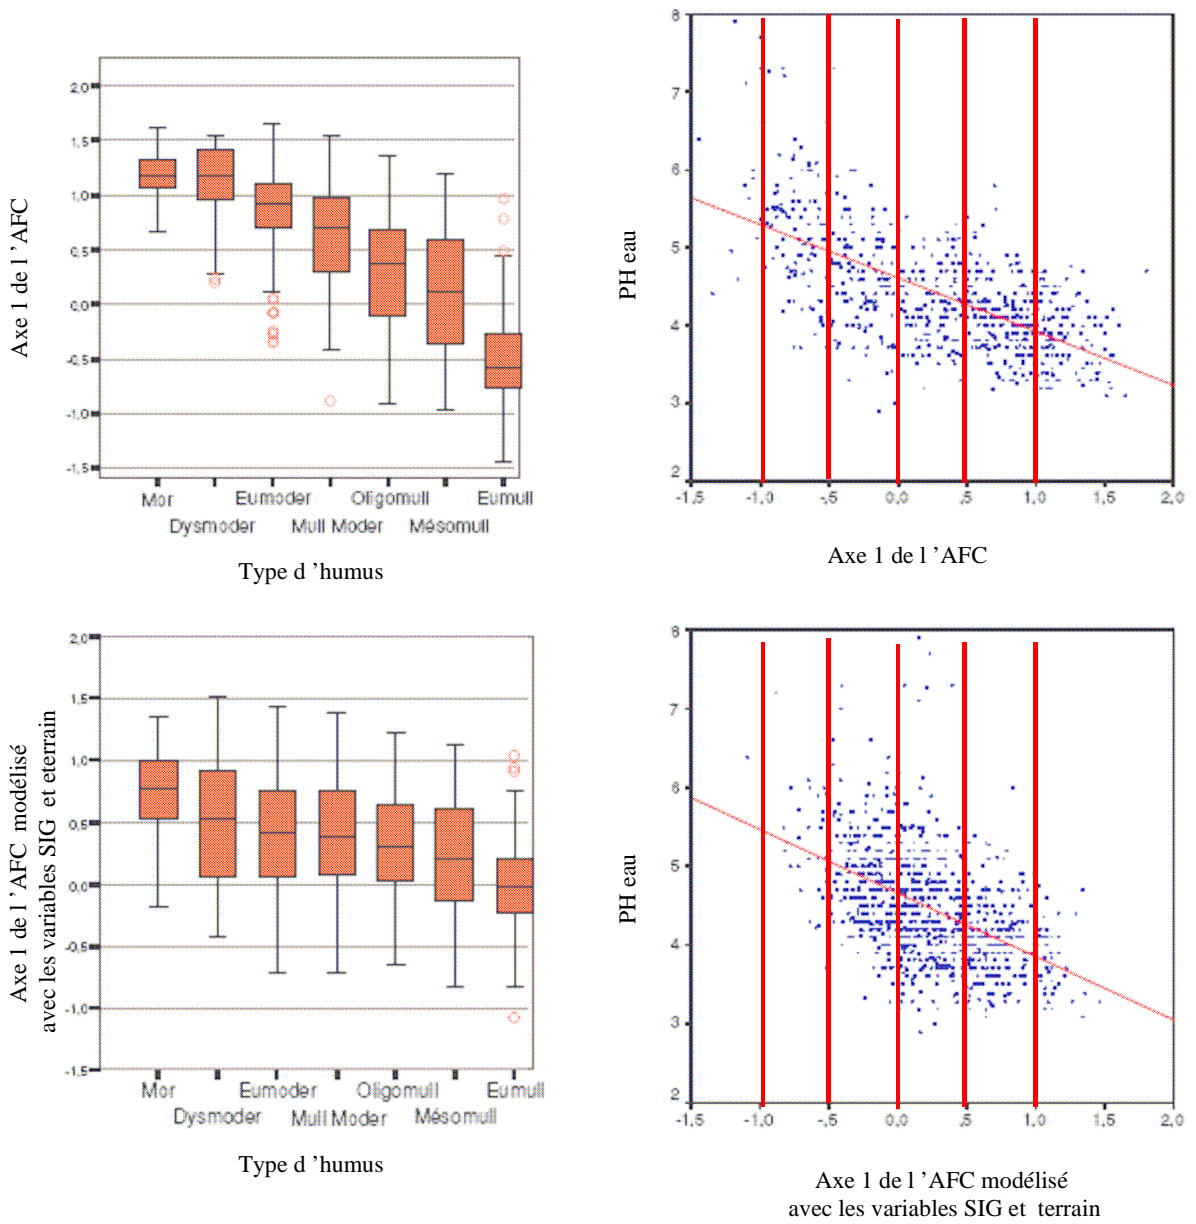 2,0
1,5
1,0
0,5
0,0
-0,5
-1,0
-1,5
Axe 1 de l ’AFC
Mor
Eumoder
Oligomull
Eumull
Dysmoder
Mull Moder
Mésomull
Type d ’humus
8
7
6
5
4
3
2
PH eau
-1,5
-1,0
-,5
0,0
,5
1,0
1,5
2,0
Axe 1 de l ’AFC
2,0
1,5
1,0
0,5
0,0
-0,5
-1,0
-1,5
Axe 1 de l ’AFC modélisé
avec les variables SIG et eterrain
Mor
Eumoder
Oligomull
Eumull
Dysmoder
Mull Moder
Mésomull
Type d ’humus
8
7
6
5
4
3
2
PH eau
-1,5
-1,0
-,5
0,0
,5
1,0
1,5
2,0
Axe 1 de l ’AFC modélisé
avec les variables SIG et terrain